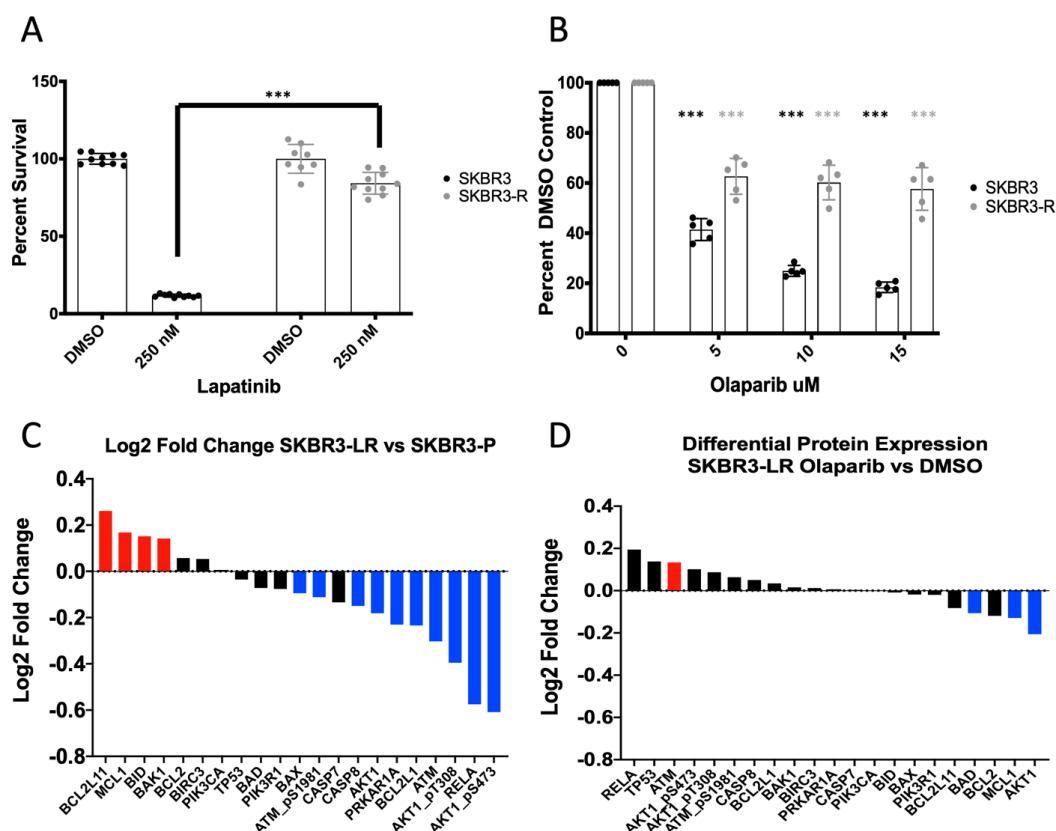 A
150
100
50
0
Percent Survival
***
DMSO
250 nM
DMSO
250 nM
Lapatinib
SKBR3
SKBR3-R
B
100
80
60
40
20
0
Percent DMSO Control
*** *** *** *** *** ***
0
5
10
15
Olaparib uM
SKBR3
SKBR3-R
C
Log2 Fold Change SKBR3-LR vs SKBR3-P
0.4
0.2
0.0
-0.2
-0.4
-0.6
-0.8
Log2 Fold Change
BCL2L11
MCL1
BID
BAK1
BCL2
BIRC3
PIK3CA
TP53
BAD
PIK3R1
BAX
ATM_pS1981
CASP7
CASP8
AKT1
PRKAR1A
BCL2L1
ATM
AKT1_pT308
RELA
AKT1_pS473
D
Differential Protein Expression
SKBR3-LR Olaparib vs DMSO
0.4
0.2
0.0
-0.2
-0.4
-0.6
-0.8
Log2 Fold Change
RELA
TP53
ATM
AKT1_pS473
AKT1_pT308
ATM_pS1981
CASP8
BCL2L1
BAK1
BIRC3
PRKAR1A
CASP7
PIK3CA
BID
BAX
PIK3R1
BCL2L11
BAD
BCL2
MCL1
AKT1